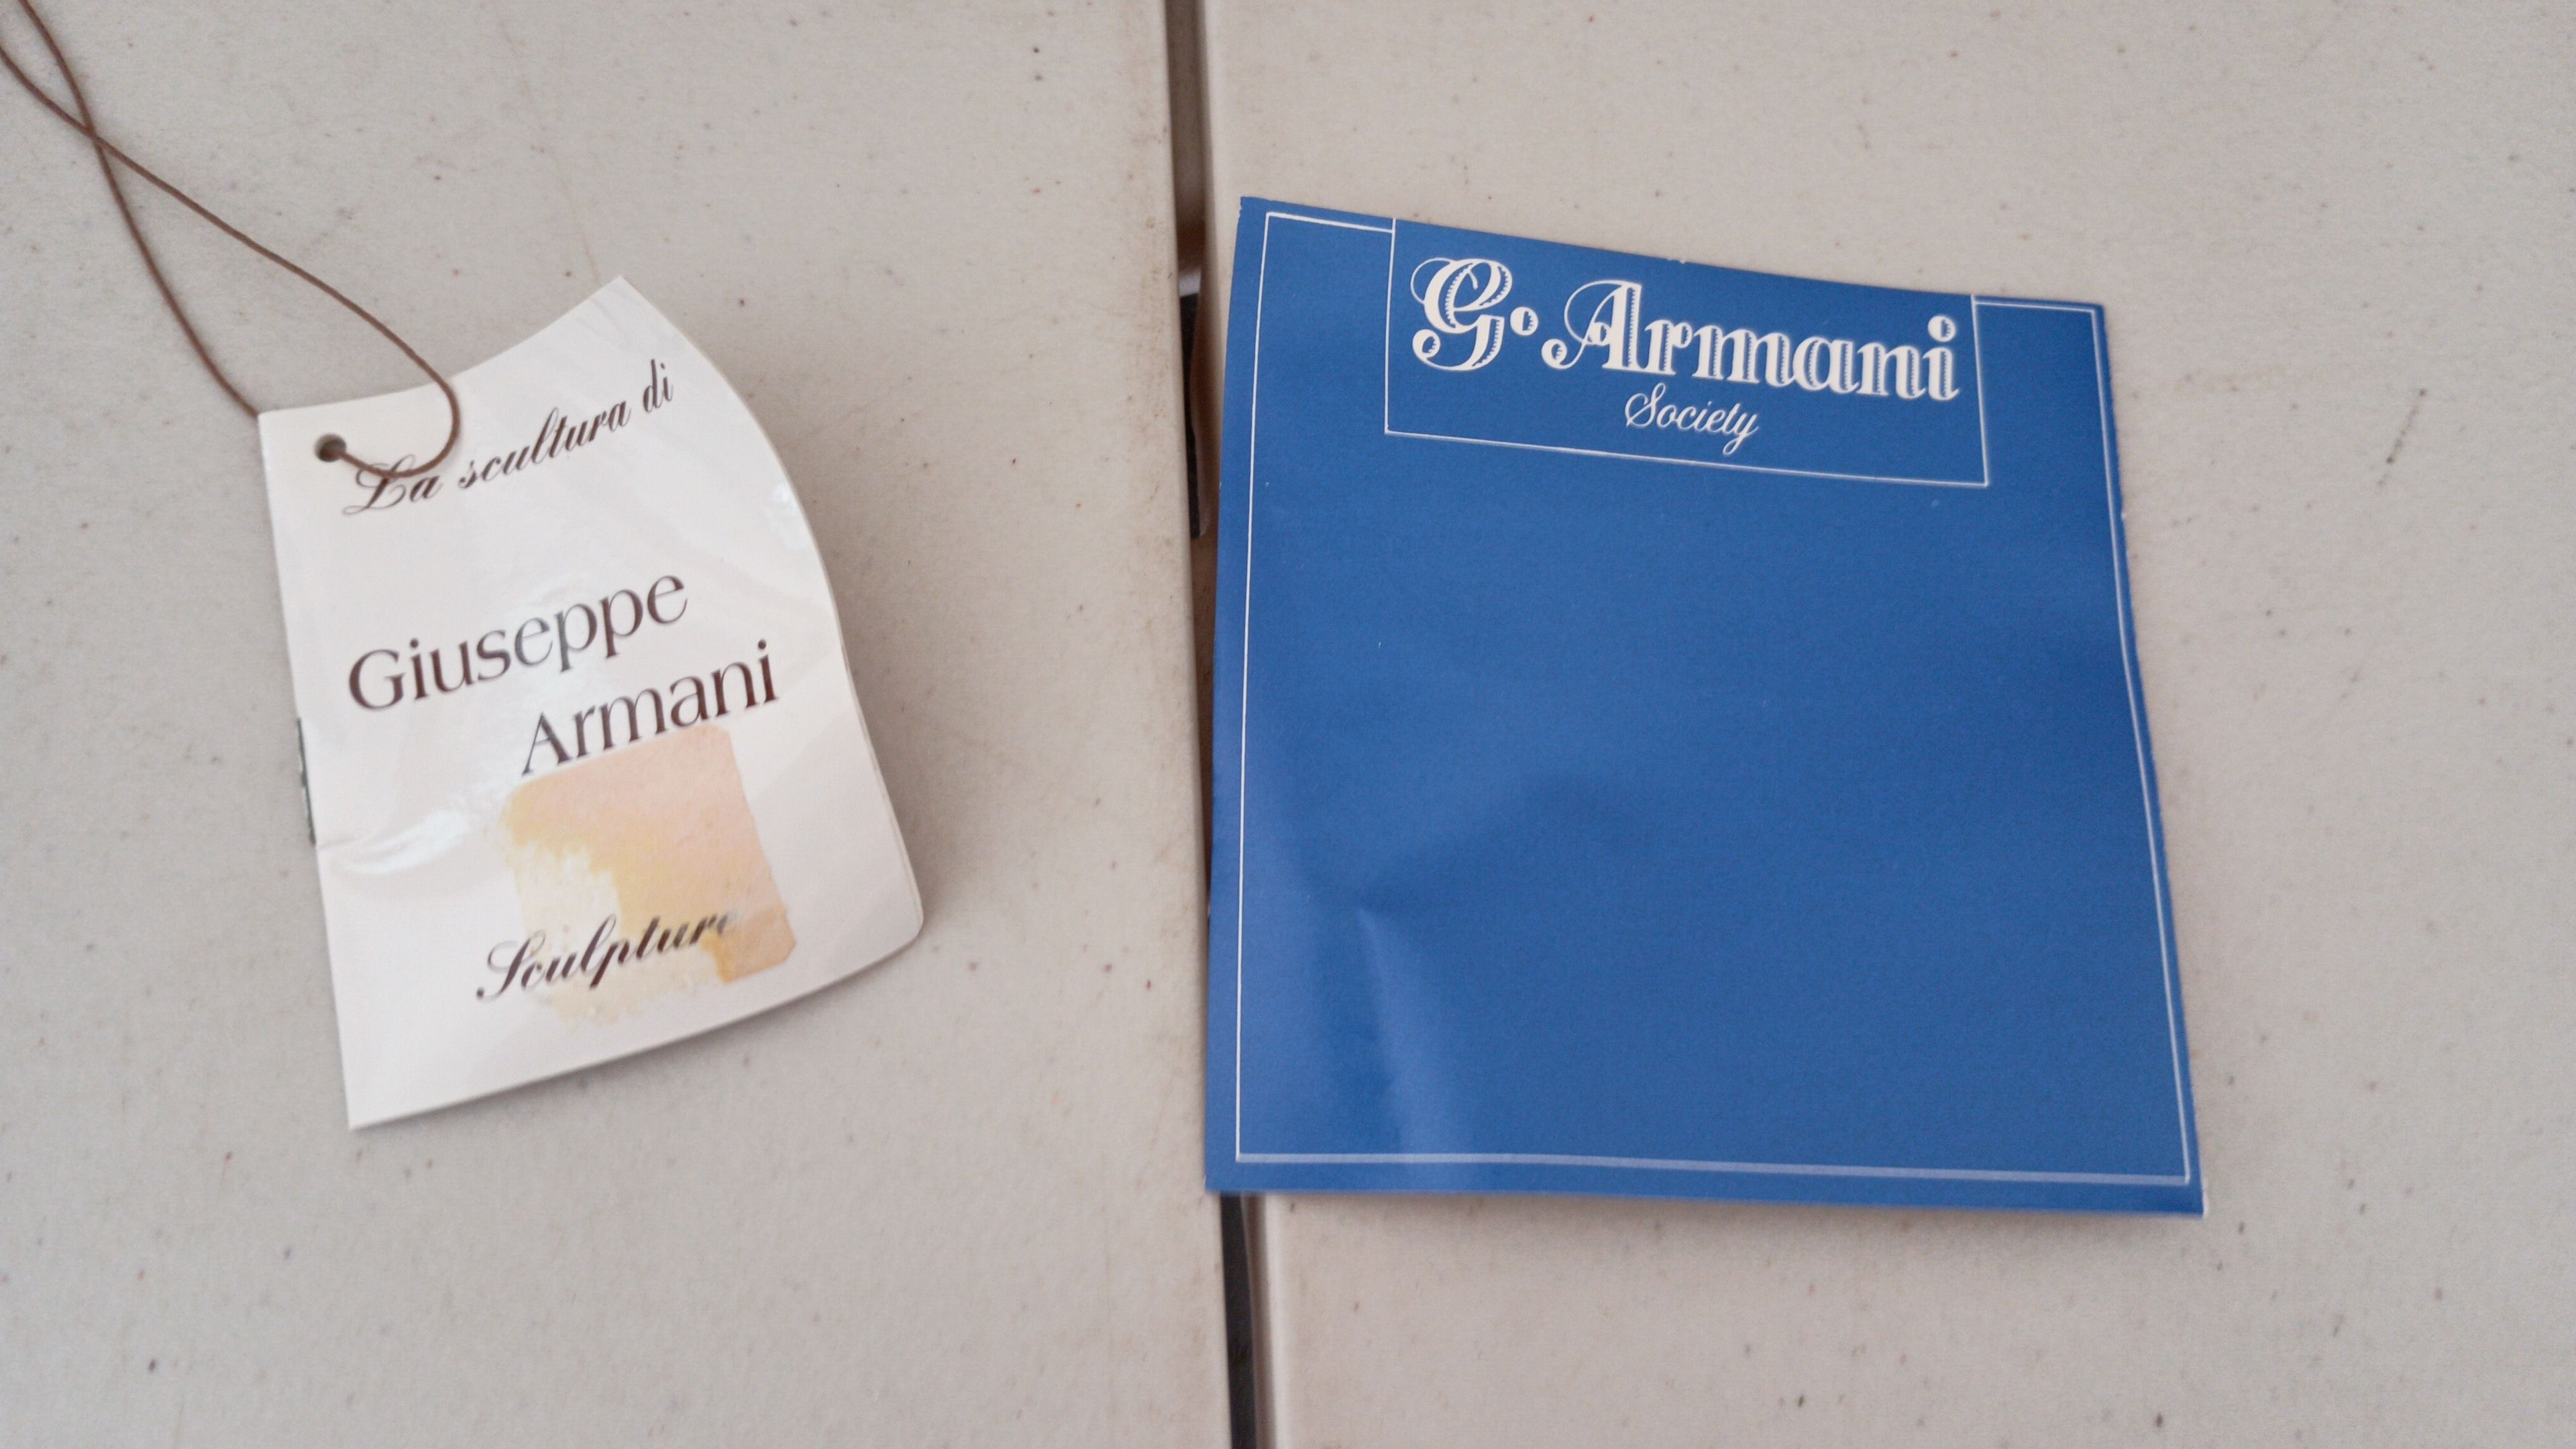 La scultura di
Giuseppe
Armani
Sculpture
G. Armani
Society